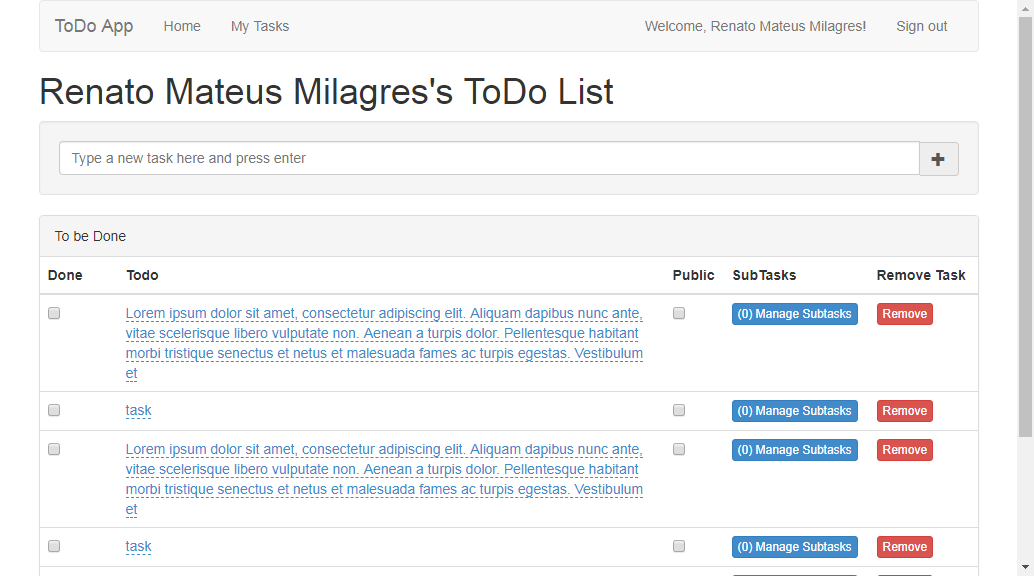 ToDo App Home My Tasks Welcome, Renato Mateus Milagres! Sign out
Renato Mateus Milagres's ToDo List
Type a new task here and press enter
To be Done
Done Todo Public SubTasks Remove Task
Lorem ipsum dolor sit amet, consectetur adipiscing elit. Aliquam dapibus nunc ante, (0) Manage Subtasks Remove
vitae scelerisque libero vulputate non. Aenean a turpis dolor. Pellentesque habitant
morbi tristique senectus et netus et malesuada fames ac turpis egestas. Vestibulum
et
task (0) Manage Subtasks Remove
Lorem ipsum dolor sit amet, consectetur adipiscing elit. Aliquam dapibus nunc ante, (0) Manage Subtasks Remove
vitae scelerisque libero vulputate non. Aenean a turpis dolor. Pellentesque habitant
morbi tristique senectus et netus et malesuada fames ac turpis egestas. Vestibulum
et
task (0) Manage Subtasks Remove